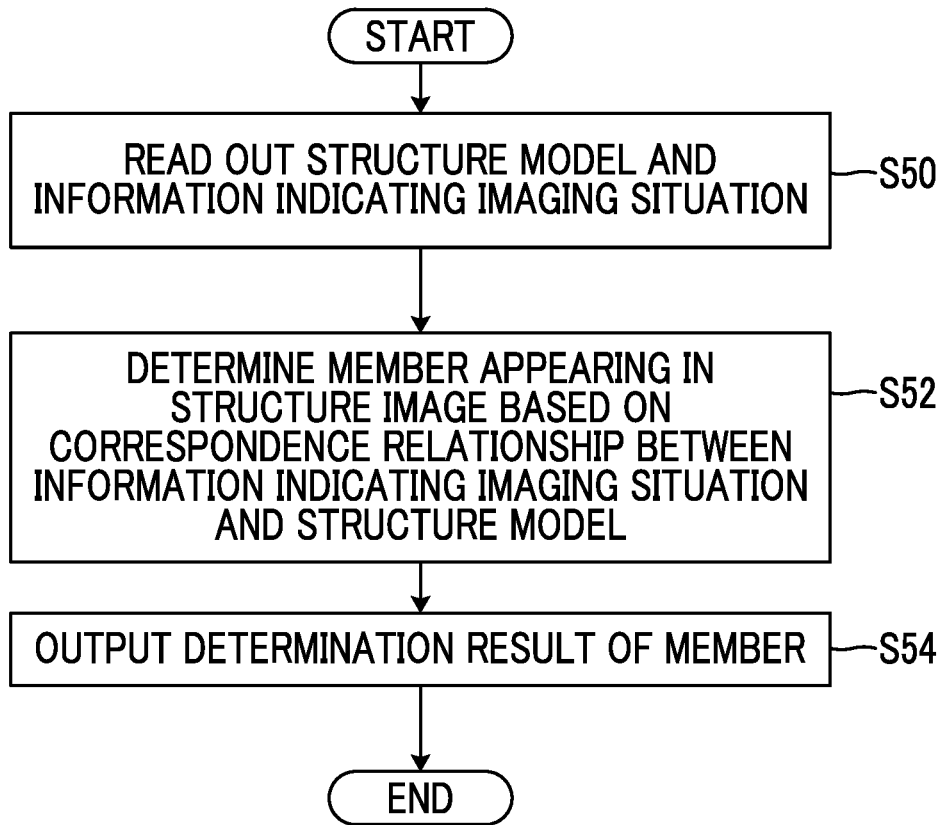 START
READ OUT STRUCTURE MODEL AND
INFORMATION INDICATING IMAGING SITUATION
S50
DETERMINE MEMBER APPEARING IN
STRUCTURE IMAGE BASED ON
CORRESPONDENCE RELATIONSHIP BETWEEN
INFORMATION INDICATING IMAGING SITUATION
AND STRUCTURE MODEL
S52
OUTPUT DETERMINATION RESULT OF MEMBER
S54
END